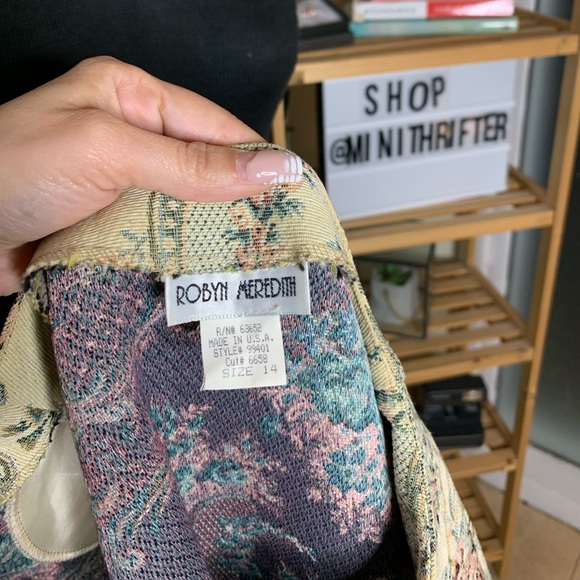 SHOP
@MINITHRIFTER
ROBYN MEREDITH
R/N# 63652
MADE IN U.S.A.
STYLE# 99401
Cut# 6658
SIZE 14